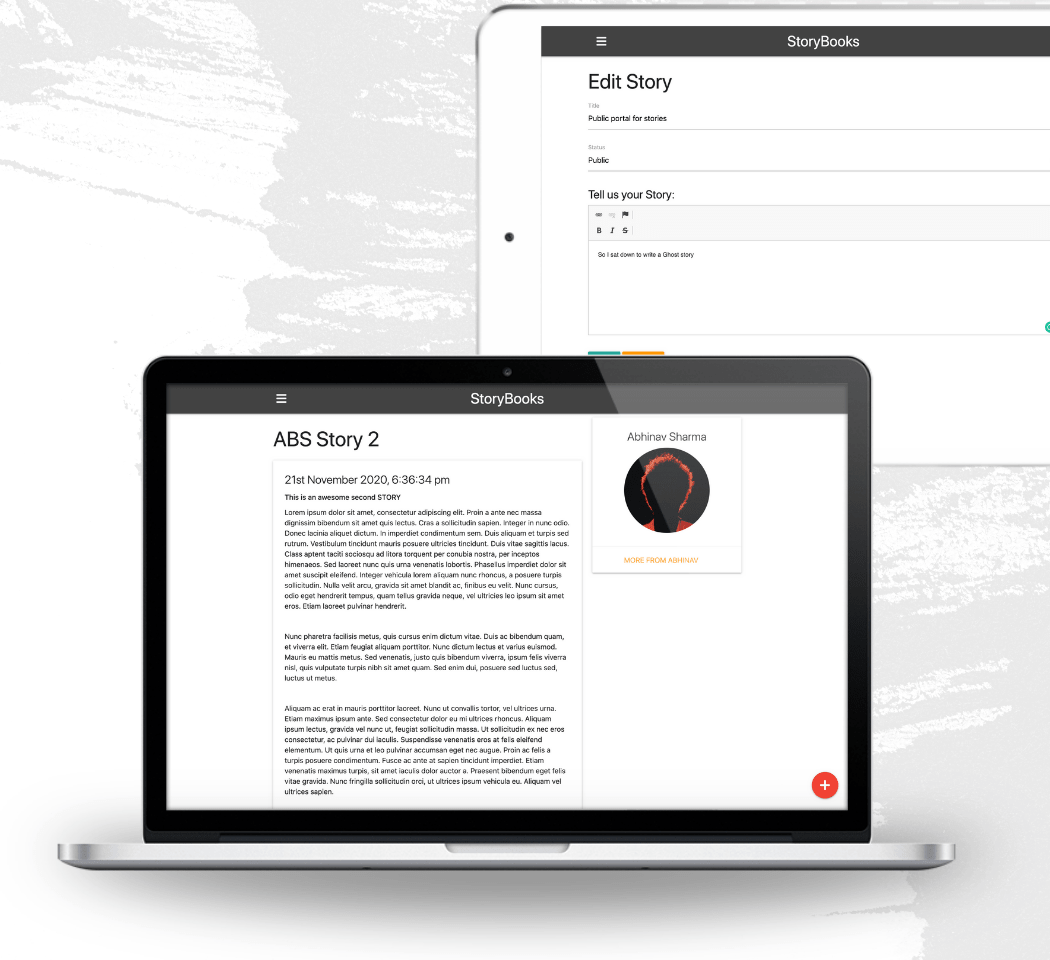 StoryBooks
Edit Story
Title
Public portal for stories
Status
Public
Tell us your Story:
B I S
So I sat down to write a Ghost story
StoryBooks
ABS Story 2
21st November 2020, 6:36:34 pm
This is an awesome second STORY
Lorem ipsum dolor sit amet, consectetur adipiscing elit. Proin a ante nec massa
dignissim bibendum sit amet quis lectus. Cras a sollicitudin sapien. Integer in nunc odio.
Donec lacinia aliquet dictum. In imperdiet condimentum sem. Duis aliquam et turpis sed
rutrum. Vestibulum tincidunt mauris posuere ultricies tincidunt. Duis vitae sagittis lacus.
Class aptent taciti sociosqu ad litora torquent per conubia nostra, per inceptos
himenaeos. Sed laoreet nunc quis urna venenatis lobortis. Phasellus imperdiet dolor sit
amet suscipit eleifend. Integer vehicula lorem aliquam nunc rhoncus, a posuere turpis
sollicitudin. Nulla velit arcu, gravida sit amet blandit ac, finibus eu velit. Nunc cursus,
odio eget hendrerit tempus, quam tellus gravida neque, vel ultricies leo ipsum sit amet
eros. Etiam laoreet pulvinar hendrerit.
Nunc pharetra facilisis metus, quis cursus enim dictum vitae. Duis ac bibendum quam,
et viverra elit. Etiam feugiat aliquam porttitor. Nunc dictum lectus et varius euismod.
Mauris eu mattis metus. Sed venenatis, justo quis bibendum viverra, ipsum felis viverra
nisl, quis vulputate turpis nibh sit amet quam. Sed enim dui, posuere sed luctus sed,
luctus ut metus.
Aliquam ac erat in mauris porttitor laoreet. Nunc ut convallis tortor, vel ultrices urna.
Etiam maximus ipsum ante. Sed consectetur dolor eu mi ultrices rhoncus. Aliquam
ipsum lectus, gravida vel nunc ut, feugiat sollicitudin massa. Ut sollicitudin ex nec eros
consectetur, ac pulvinar dui iaculis. Suspendisse venenatis eros at felis eleifend
elementum. Ut quis urna et leo pulvinar accumsan eget nec augue. Proin ac felis a
turpis posuere condimentum. Fusce ac ante at sapien tincidunt imperdiet. Etiam
venenatis maximus turpis, sit amet iaculis dolor auctor a. Praesent bibendum eget felis
vitae gravida. Nunc fringilla sollicitudin orci, ut ultrices ipsum vehicula eu. Aliquam vel
ultrices sapien.
Abhinav Sharma
MORE FROM ABHINAV